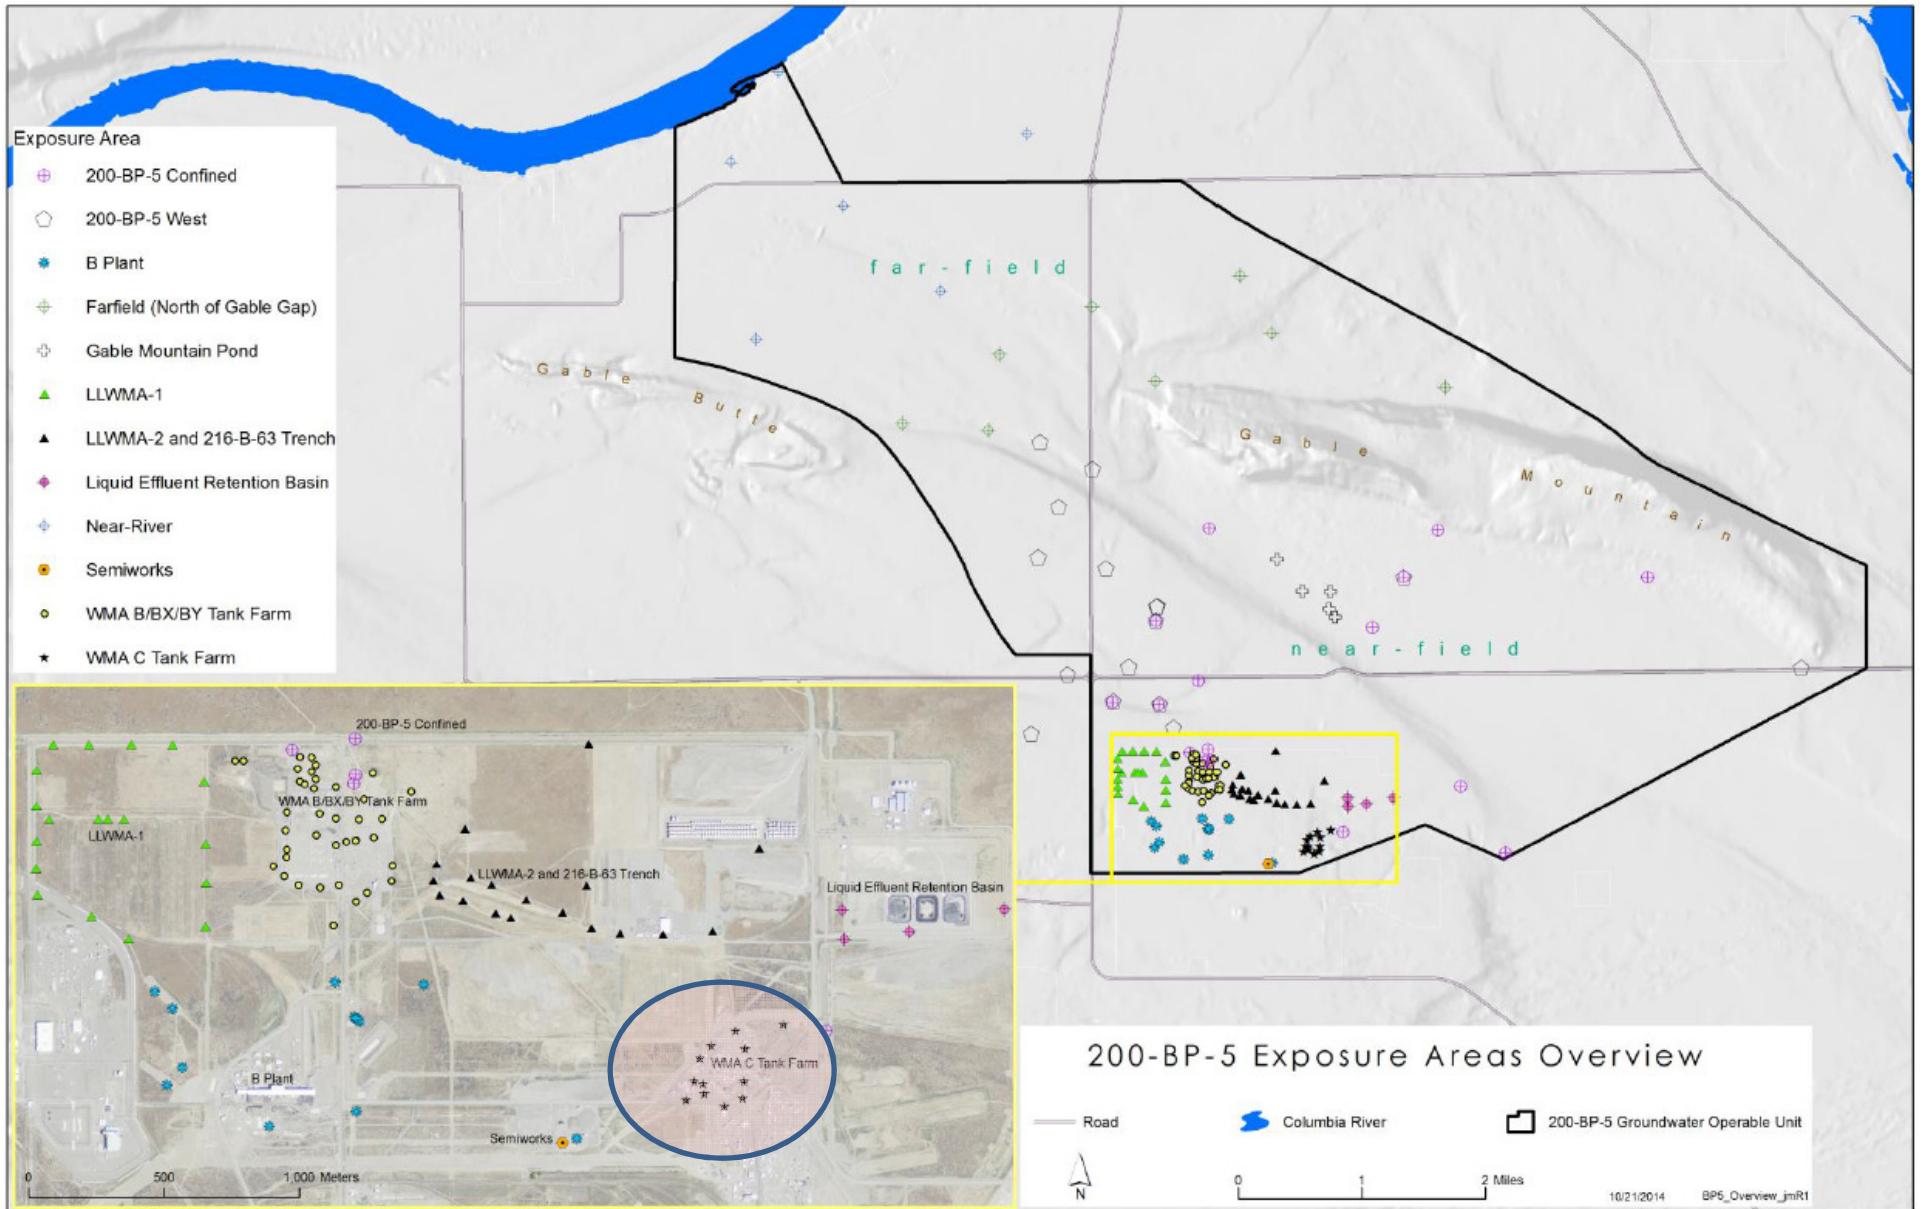 Exposure Area
200-BP-5 Confined
200-BP-5 West
B Plant
Farfield (North of Gable Gap)
Gable Mountain Pond
LLWMA-1
LLWMA-2 and 216-B-63 Trench
Liquid Effluent Retention Basin
Near-River
Semiworks
WMA B/BX/BY Tank Farm
WMA C Tank Farm
far-field
Gable Butte
Gable Mountain
near-field
200-BP-5 Confined
WMA B/BX/BY Tank Farm
LLWMA-1
LLWMA-2 and 216-B-63 Trench
Liquid Effluent Retention Basin
WMA C Tank Farm
B Plant
Semiworks
0 500 1,000 Meters
200-BP-5 Exposure Areas Overview
Road Columbia River 200-BP-5 Groundwater Operable Unit
N
0 1 2 Miles
10/21/2014 BP5_Overview_jmR1